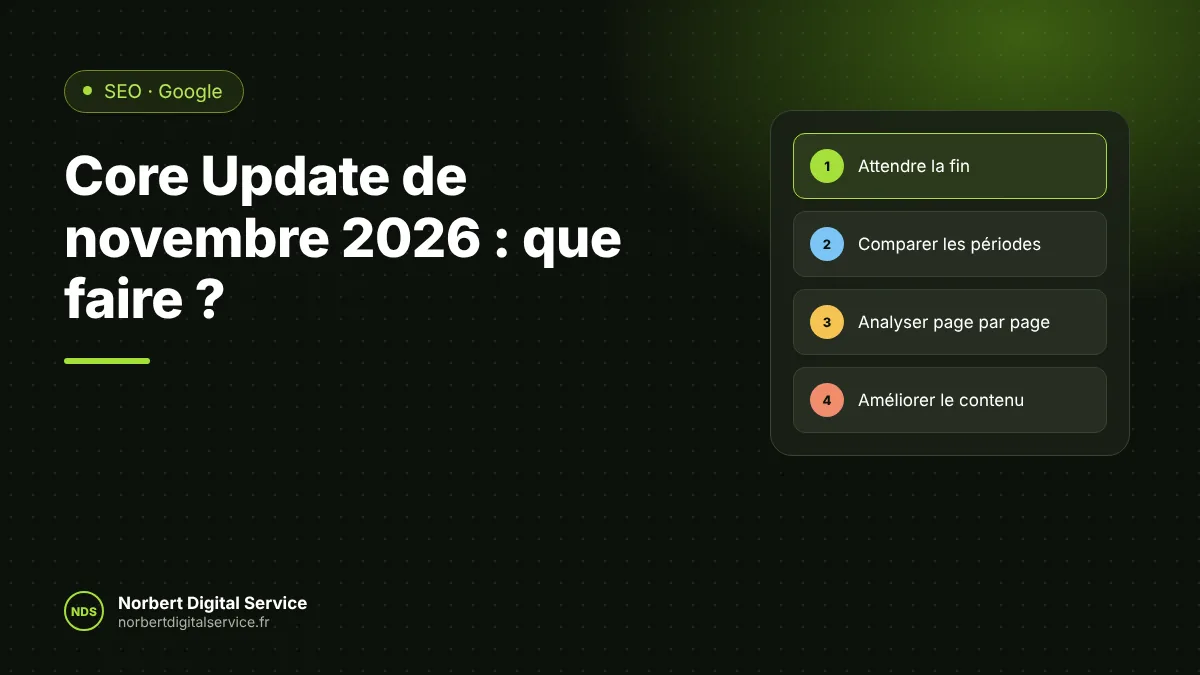 SEO · Google
Core Update de
novembre 2026 : que
faire ?
1 Attendre la fin
2 Comparer les périodes
3 Analyser page par page
4 Améliorer le contenu
NDS
Norbert Digital Service
norbertdigitalservice.fr